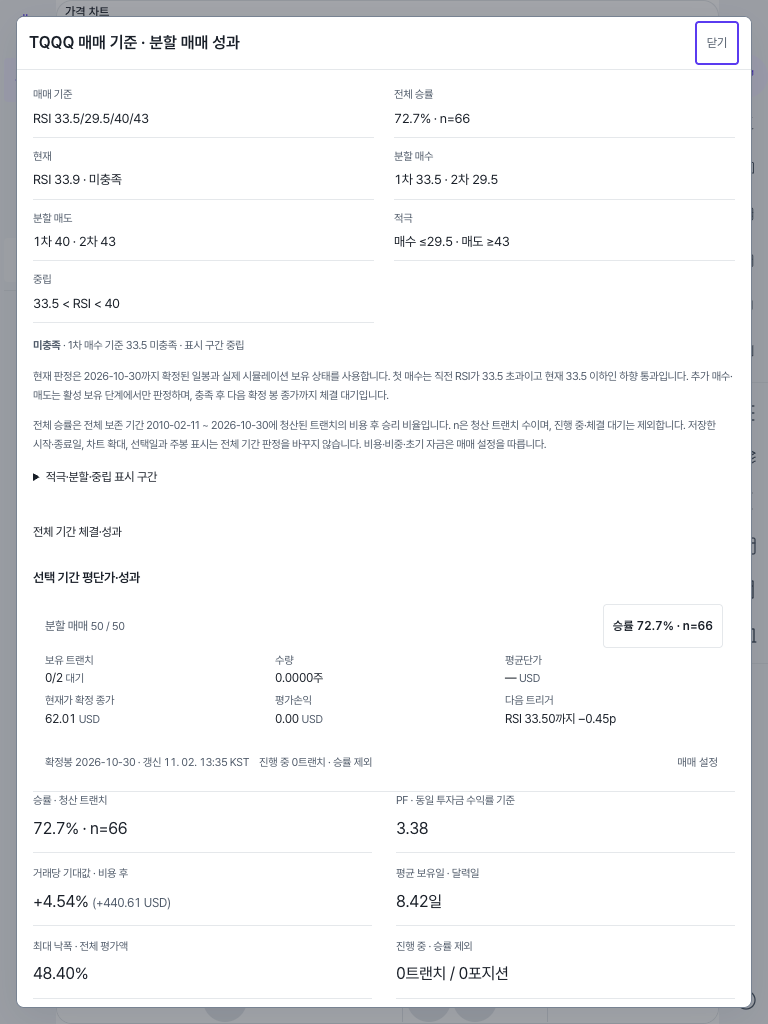 가격 차트
TQQQ 매매 기준 · 분할 매매 성과
닫기
매매 기준
RSI 33.5/29.5/40/43
전체 승률
72.7% · n=66
현재
RSI 33.9 · 미충족
분할 매수
1차 33.5 · 2차 29.5
분할 매도
1차 40 · 2차 43
적극
매수 ≤29.5 · 매도 ≥43
중립
33.5 < RSI < 40
미충족 · 1차 매수 기준 33.5 미충족 · 표시 구간 중립
현재 판정은 2026-10-30까지 확정된 일봉과 실제 시뮬레이션 보유 상태를 사용합니다. 첫 매수는 직전 RSI가 33.5 초과이고 현재 33.5 이하인 하향 통과입니다. 추가 매수·
매도는 활성 보유 단계에서만 판정하며, 충족 후 다음 확정 봉 종가까지 체결 대기입니다.
전체 승률은 전체 보존 기간 2010-02-11 ~ 2026-10-30에 청산된 트랜치의 비용 후 승리 비율입니다. n은 청산 트랜치 수이며, 진행 중·체결 대기는 제외합니다. 저장한
시작·종료일, 차트 확대, 선택일과 주봉 표시는 전체 기간 판정을 바꾸지 않습니다. 비용·비중·초기 자금은 매매 설정을 따릅니다.
▶ 적극·분할·중립 표시 구간
전체 기간 체결·성과
선택 기간 평단가·성과
분할 매매 50 / 50
승률 72.7% · n=66
보유 트랜치
0/2 대기
수량
0.0000주
평균단가
— USD
현재가 확정 종가
62.01 USD
평가손익
0.00 USD
다음 트리거
RSI 33.50까지 −0.45p
확정봉 2026-10-30 · 갱신 11. 02. 13:35 KST 진행 중 0트랜치 · 승률 제외
매매 설정
승률 · 청산 트랜치
72.7% · n=66
PF · 동일 투자금 수익률 기준
3.38
거래당 기대값 · 비용 후
+4.54% (+440.61 USD)
평균 보유일 · 달력일
8.42일
최대 낙폭 · 전체 평가액
48.40%
진행 중 · 승률 제외
0트랜치 / 0포지션